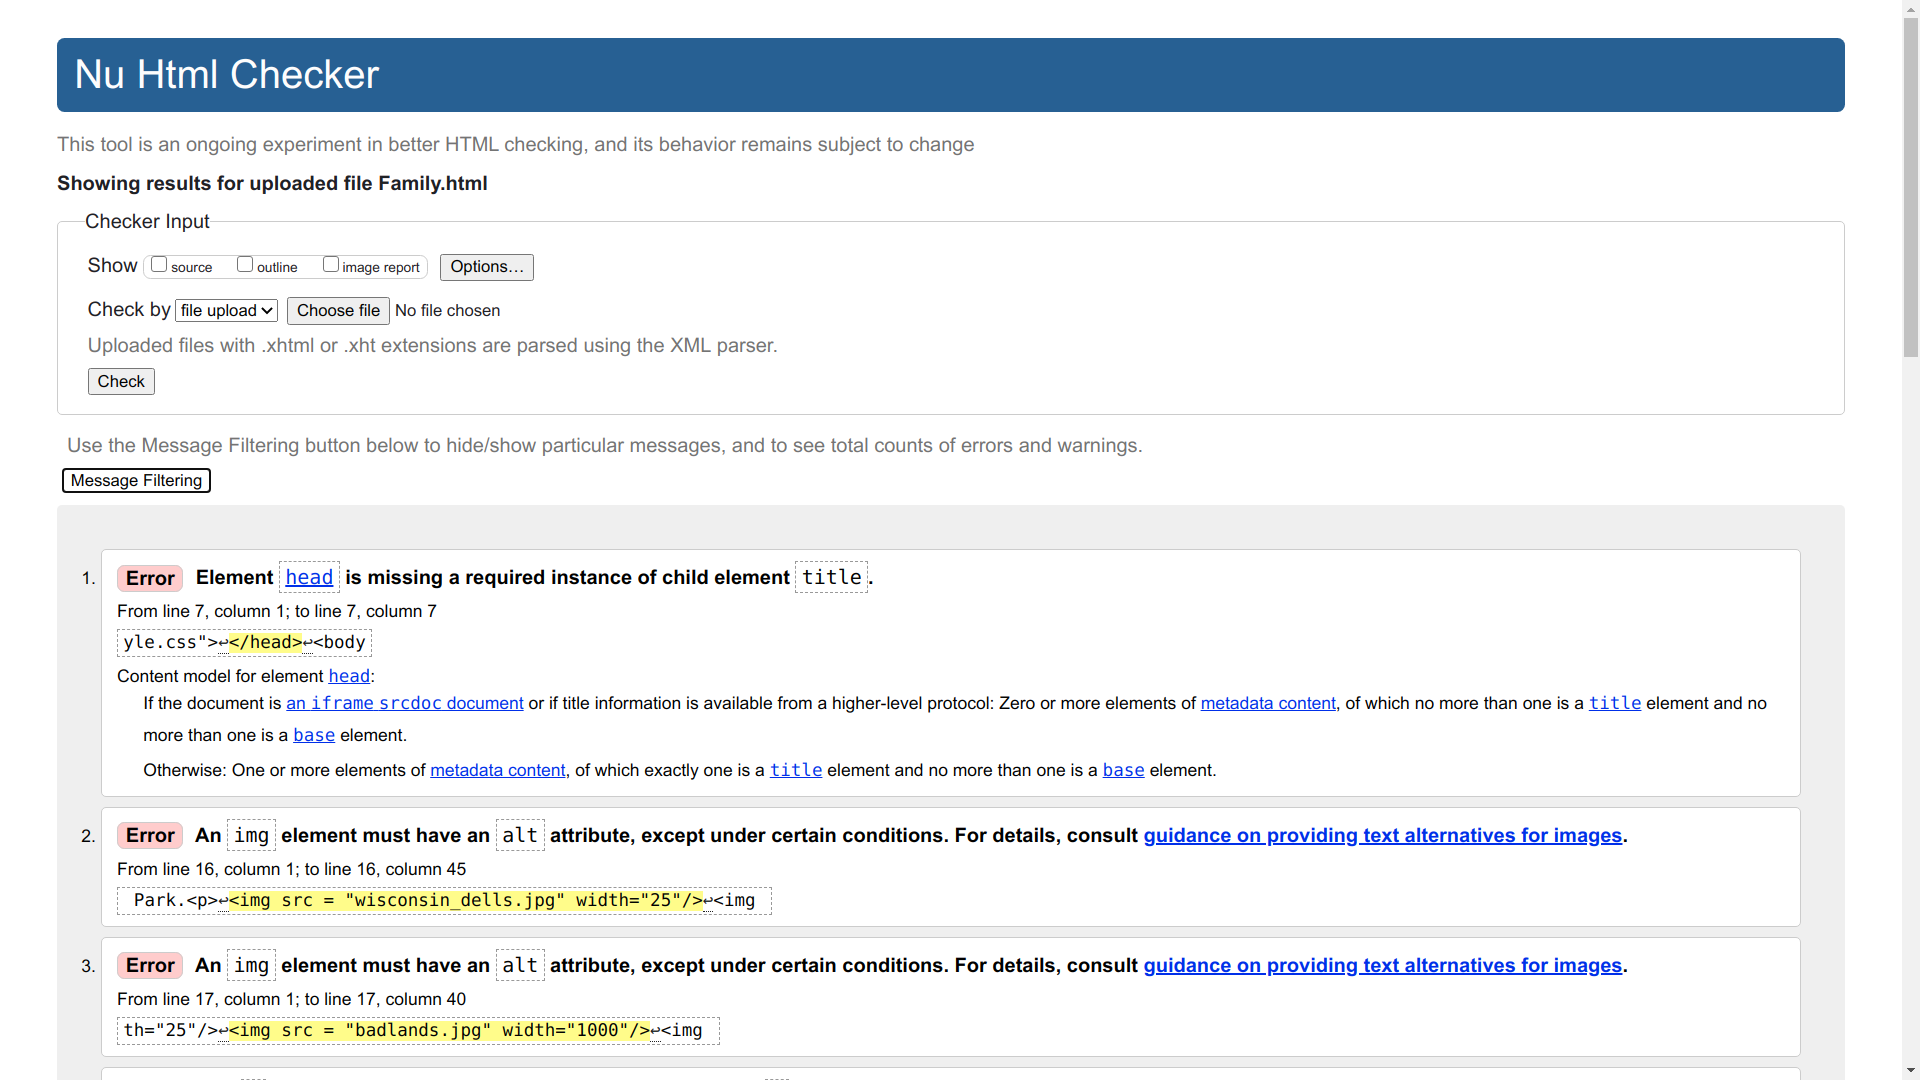 Nu Html Checker
This tool is an ongoing experiment in better HTML checking, and its behavior remains subject to change
Showing results for uploaded file Family.html
Checker Input
Show source outline image report Options…
Check by file upload Choose file No file chosen
Uploaded files with .xhtml or .xht extensions are parsed using the XML parser.
Check
Use the Message Filtering button below to hide/show particular messages, and to see total counts of errors and warnings.
Message Filtering
1. Error Element head is missing a required instance of child element title.
From line 7, column 1; to line 7, column 7
yle.css">↩</head>↩<body
Content model for element head:
If the document is an iframe srcdoc document or if title information is available from a higher-level protocol: Zero or more elements of metadata content, of which no more than one is a title element and no
more than one is a base element.
Otherwise: One or more elements of metadata content, of which exactly one is a title element and no more than one is a base element.
2. Error An img element must have an alt attribute, except under certain conditions. For details, consult guidance on providing text alternatives for images.
From line 16, column 1; to line 16, column 45
Park.<p>↩<img src = "wisconsin_dells.jpg" width="25"/>↩<img
3. Error An img element must have an alt attribute, except under certain conditions. For details, consult guidance on providing text alternatives for images.
From line 17, column 1; to line 17, column 40
th="25"/>↩<img src = "badlands.jpg" width="1000"/>↩<img